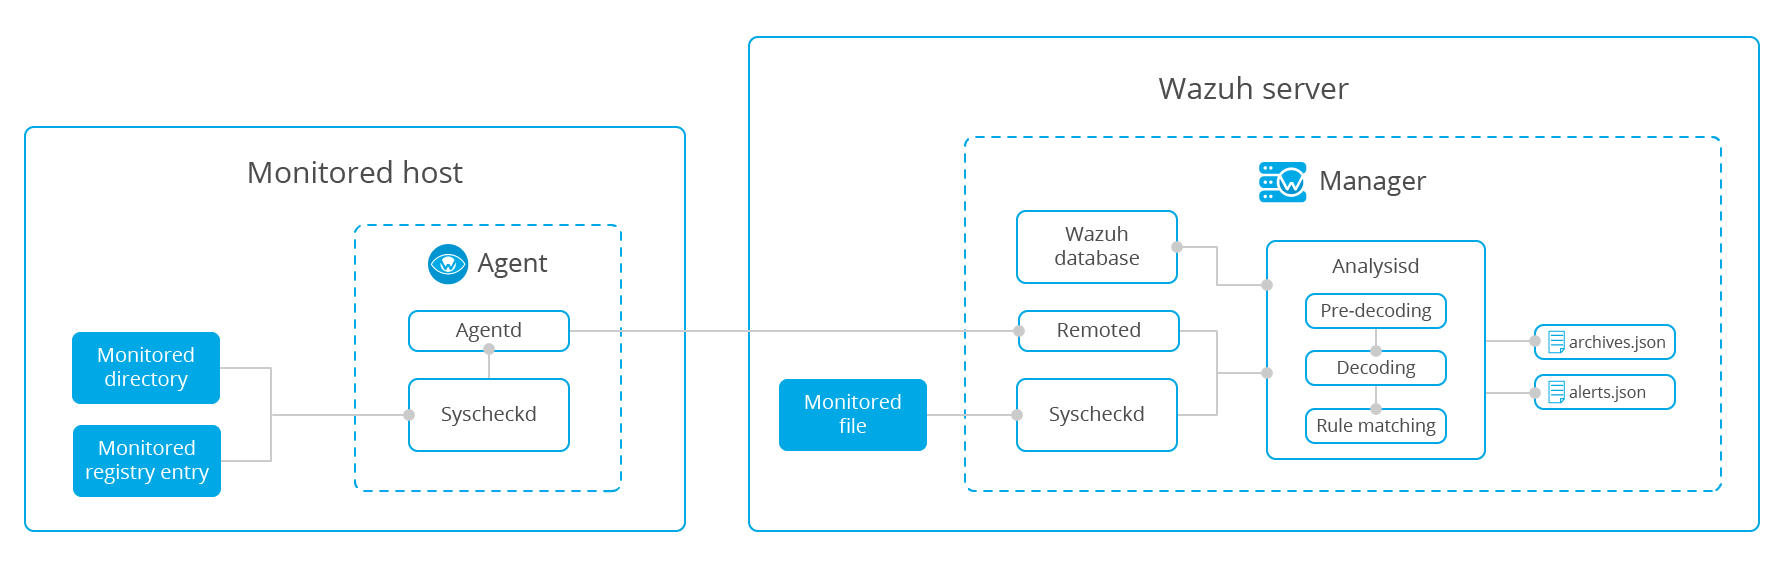 Monitored host
Agent
Agentd
Syscheckd
Monitored
directory
Monitored
registry entry
Wazuh server
Manager
Wazuh
database
Remoted
Syscheckd
Monitored
file
Analysisd
Pre-decoding
Decoding
Rule matching
archives.json
alerts.json